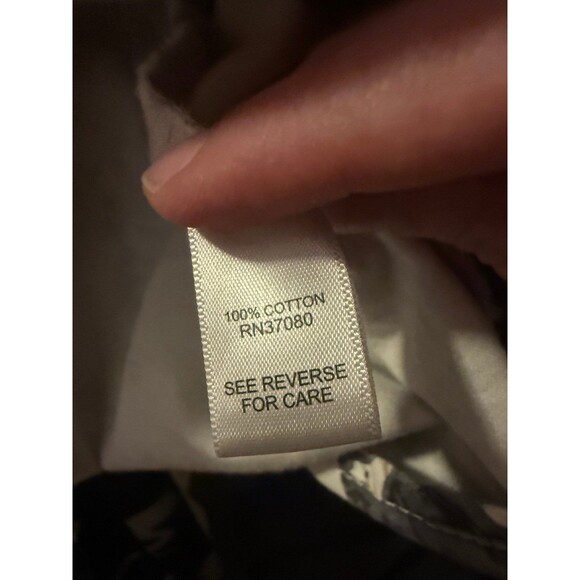 100% COTTON
RN37080
SEE REVERSE
FOR CARE